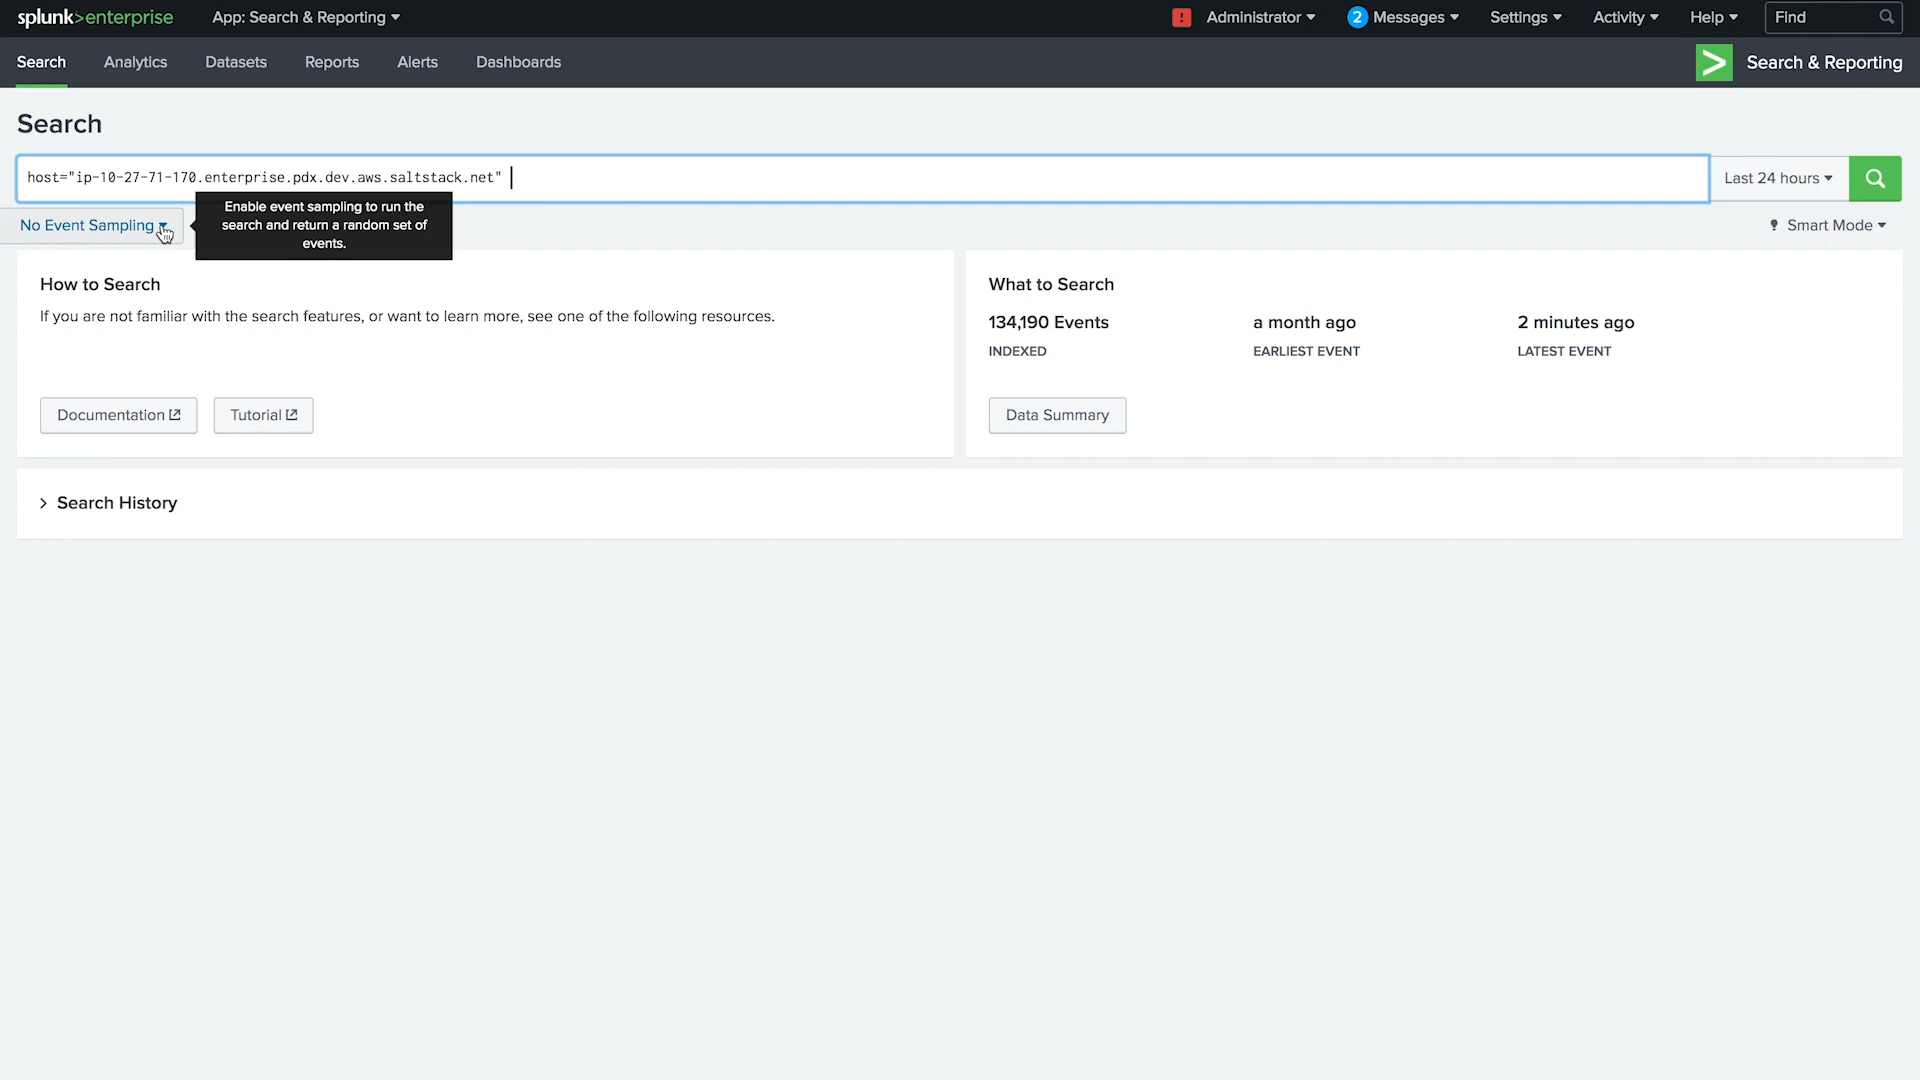 splunk>enterprise App: Search & Reporting ! Administrator 2 Messages Settings Activity Help Find
Search Analytics Datasets Reports Alerts Dashboards > Search & Reporting
Search
host="ip-10-27-71-170.enterprise.pdx.dev.aws.saltstack.net" Last 24 hours
No Event Sampling Smart Mode
Enable event sampling to run the
search and return a random set of
events.
How to Search
If you are not familiar with the search features, or want to learn more, see one of the following resources.
Documentation Tutorial
What to Search
134,190 Events a month ago 2 minutes ago
INDEXED EARLIEST EVENT LATEST EVENT
Data Summary
> Search History